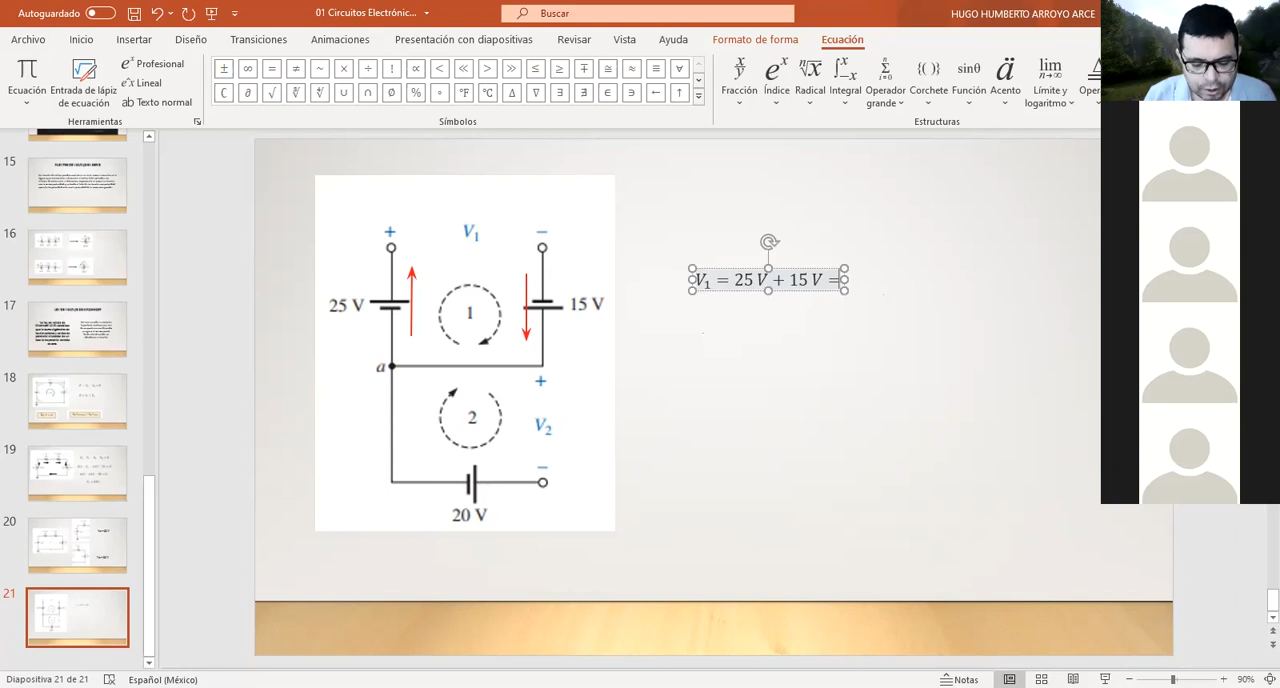 Autoguardado
01 Circuitos Electrónic...
Buscar
HUGO HUMBERTO ARROYO ARCE
Archivo Inicio Insertar Diseño Transiciones Animaciones Presentación con diapositivas Revisar Vista Ayuda Formato de forma Ecuación
π Ecuación
Entrada de lápiz de ecuación
eˣ Profesional
eˣ Lineal
ab Texto normal
± ∞ = ≠ ~ × ÷ ! ∝ < ≪ > ≫ ≤ ≥ ∓ ≅ ≈ ≡ ∀
∁ ∂ √ ∛ ∜ ∪ ∩ ∅ % ° °F °C ∆ ∇ ∃ ∄ ∈ ∋ ← ↑
Fracción Índice Radical Integral Operador grande Corchete Función Acento Límite y logaritmo
Herramientas Símbolos Estructuras
15
16
17
18
19
20
21
+ V₁ −
25 V 1 15 V
a
+
2 V₂
−
20 V
V₁ = 25 V + 15 V =
Diapositiva 21 de 21 Español (México) Notas 90%